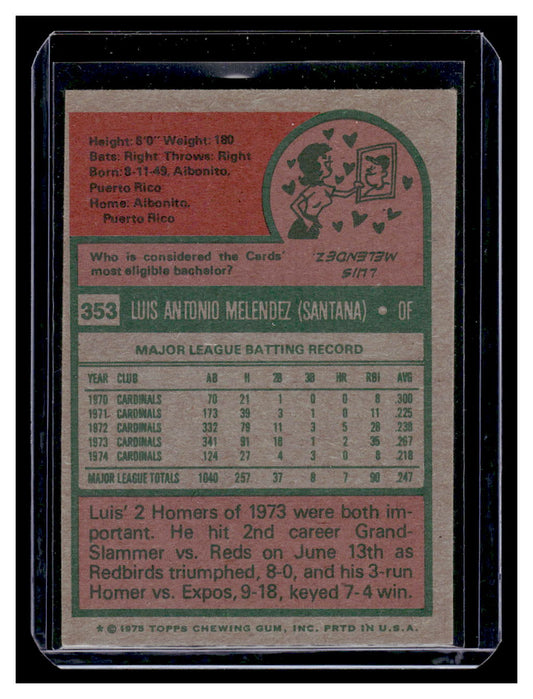 Height: 6'0" Weight: 180
Bats: Right Throws: Right
Born: 8-11-49, Aibonito,
Puerto Rico
Home: Aibonito,
Puerto Rico
Who is considered the Cards'
most eligible bachelor?
LUIS
MELENDEZ.
353 LUIS ANTONIO MELENDEZ (SANTANA) • OF
MAJOR LEAGUE BATTING RECORD
YEAR CLUB AB H 2B 3B HR RBI AVG
1970 CARDINALS 70 21 1 0 0 8 .300
1971 CARDINALS 173 39 3 1 0 11 .225
1972 CARDINALS 332 79 11 3 5 28 .238
1973 CARDINALS 341 91 18 1 2 35 .267
1974 CARDINALS 124 27 4 3 0 8 .218
MAJOR LEAGUE TOTALS 1040 257 37 8 7 90 .247
Luis' 2 Homers of 1973 were both im-
portant. He hit 2nd career Grand-
Slammer vs. Reds on June 13th as
Redbirds triumphed, 8-0, and his 3-run
Homer vs. Expos, 9-18, keyed 7-4 win.
* © 1975 TOPPS CHEWING GUM, INC. PRTD IN U.S.A.